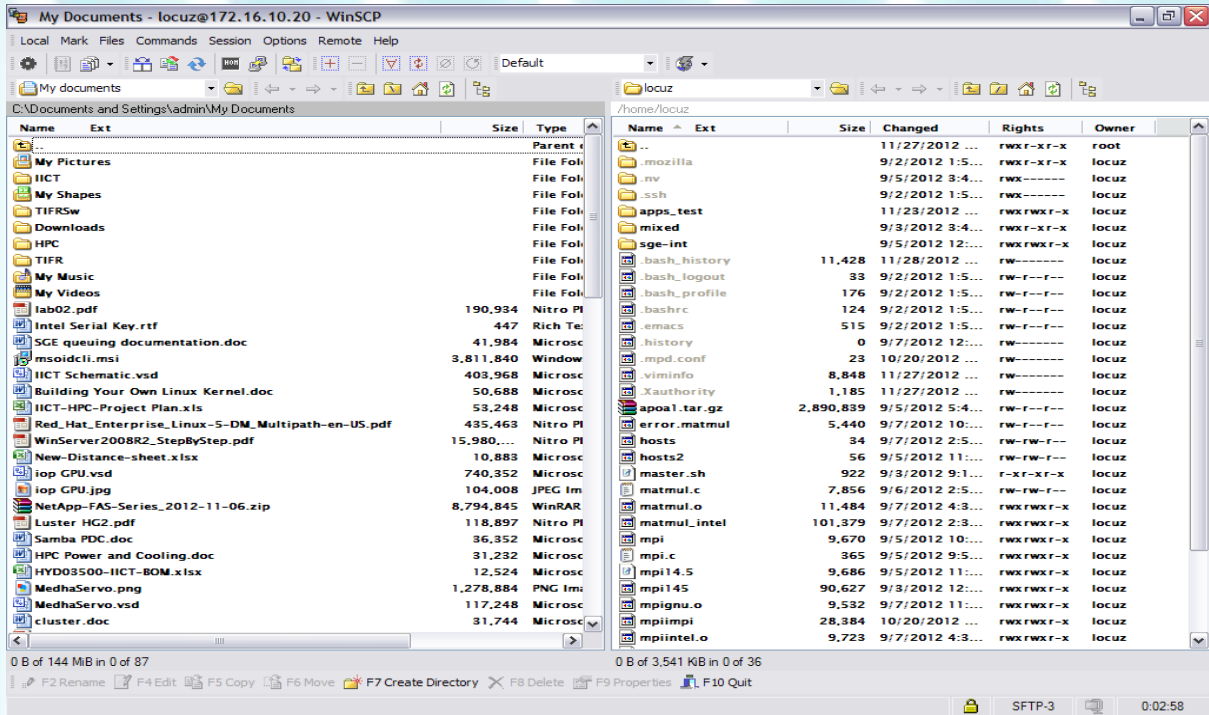 My Documents - locuz@172.16.10.20 - WinSCP
Local Mark Files Commands Session Options Remote Help
Default
My documents
locuz
C:\Documents and Settings\admin\My Documents
/home/locuz
Name Ext Size Type
..  Parent
My Pictures File Fol
IICT File Fol
My Shapes File Fol
TIFRSw File Fol
Downloads File Fol
HPC File Fol
TIFR File Fol
My Music File Fol
My Videos File Fol
lab02.pdf 190,934 Nitro P
Intel Serial Key.rtf 447 Rich Te
SGE queuing documentation.doc 41,984 Microsc
msoidcli.msi 3,811,840 Window
IICT Schematic.vsd 403,968 Microsc
Building Your Own Linux Kernel.doc 50,688 Microsc
IICT-HPC-Project Plan.xls 53,248 Microsc
Red_Hat_Enterprise_Linux-5-DM_Multipath-en-US.pdf 435,463 Nitro P
WinServer2008R2_StepByStep.pdf 15,980,... Nitro P
New-Distance-sheet.xlsx 10,883 Microsc
iop GPU.vsd 740,352 Microsc
iop GPU.jpg 104,008 JPEG Im
NetApp-FAS-Series_2012-11-06.zip 8,794,845 WinRAR
Luster HG2.pdf 118,897 Nitro P
Samba PDC.doc 36,352 Microsc
HPC Power and Cooling.doc 31,232 Microsc
HYD03500-IICT-BOM.xlsx 12,524 Microsc
MedhaServo.png 1,278,884 PNG Im
MedhaServo.vsd 117,248 Microsc
cluster.doc 31,744 Microsc
Name Ext Size Changed Rights Owner
.. 11/27/2012 ... rwxr-xr-x root
.mozilla 9/2/2012 1:5... rwxr-xr-x locuz
.nv 9/5/2012 3:4... rwx------ locuz
.ssh 9/2/2012 1:5... rwx------ locuz
apps_test 11/23/2012 ... rwxrwxr-x locuz
mixed 9/3/2012 3:4... rwxr-xr-x locuz
sge-int 9/5/2012 12:... rwxrwxr-x locuz
.bash_history 11,428 11/28/2012 ... rw------- locuz
.bash_logout 33 9/2/2012 1:5... rw-r--r-- locuz
.bash_profile 176 9/2/2012 1:5... rw-r--r-- locuz
.bashrc 124 9/2/2012 1:5... rw-r--r-- locuz
.emacs 515 9/2/2012 1:5... rw-r--r-- locuz
.history 0 9/7/2012 12:... rw------- locuz
.mpd.conf 23 10/20/2012 ... rw------- locuz
.viminfo 8,848 11/27/2012 ... rw------- locuz
.Xauthority 1,185 11/27/2012 ... rw------- locuz
apoa1.tar.gz 2,890,839 9/5/2012 5:4... rw-r--r-- locuz
error.matmul 5,440 9/7/2012 10:... rw-r--r-- locuz
hosts 34 9/7/2012 2:5... rw-rw-r-- locuz
hosts2 56 9/5/2012 11:... rw-rw-r-- locuz
master.sh 922 9/3/2012 9:1... r-xr-xr-x locuz
matmul.c 7,856 9/6/2012 2:5... rw-rw-r-- locuz
matmul.o 11,484 9/7/2012 4:3... rwxrwxr-x locuz
matmul_intel 101,379 9/7/2012 2:3... rwxrwxr-x locuz
mpi 9,670 9/5/2012 10:... rwxrwxr-x locuz
mpi.c 365 9/5/2012 9:5... rwxrwxr-x locuz
mpi14.5 9,686 9/5/2012 11:... rwxrwxr-x locuz
mpi145 90,627 9/3/2012 12:... rwxrwxr-x locuz
mpignu.o 9,532 9/7/2012 11:... rwxrwxr-x locuz
mpiimpi 28,384 10/20/2012 ... rwxrwxr-x locuz
mpiintel.o 9,723 9/7/2012 4:3... rwxrwxr-x locuz
0 B of 144 MiB in 0 of 87
0 B of 3,541 KiB in 0 of 36
F2 Rename F4 Edit F5 Copy F6 Move F7 Create Directory F8 Delete F9 Properties F10 Quit
SFTP-3 0:02:58